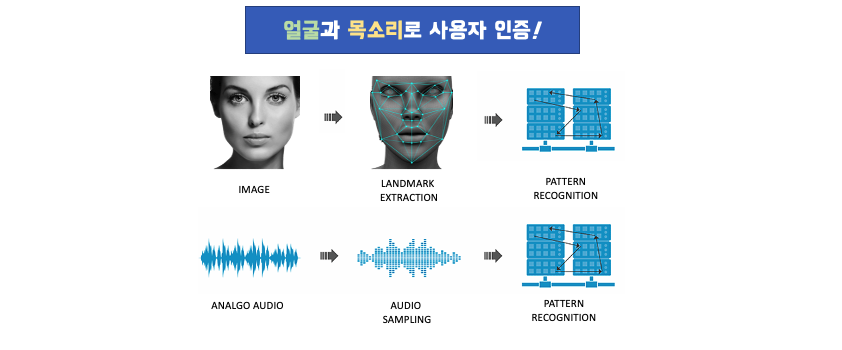 얼굴과 목소리로 사용자 인증!
IMAGE
LANDMARK
EXTRACTION
PATTERN
RECOGNITION
ANALGO AUDIO
AUDIO
SAMPLING
PATTERN
RECOGNITION